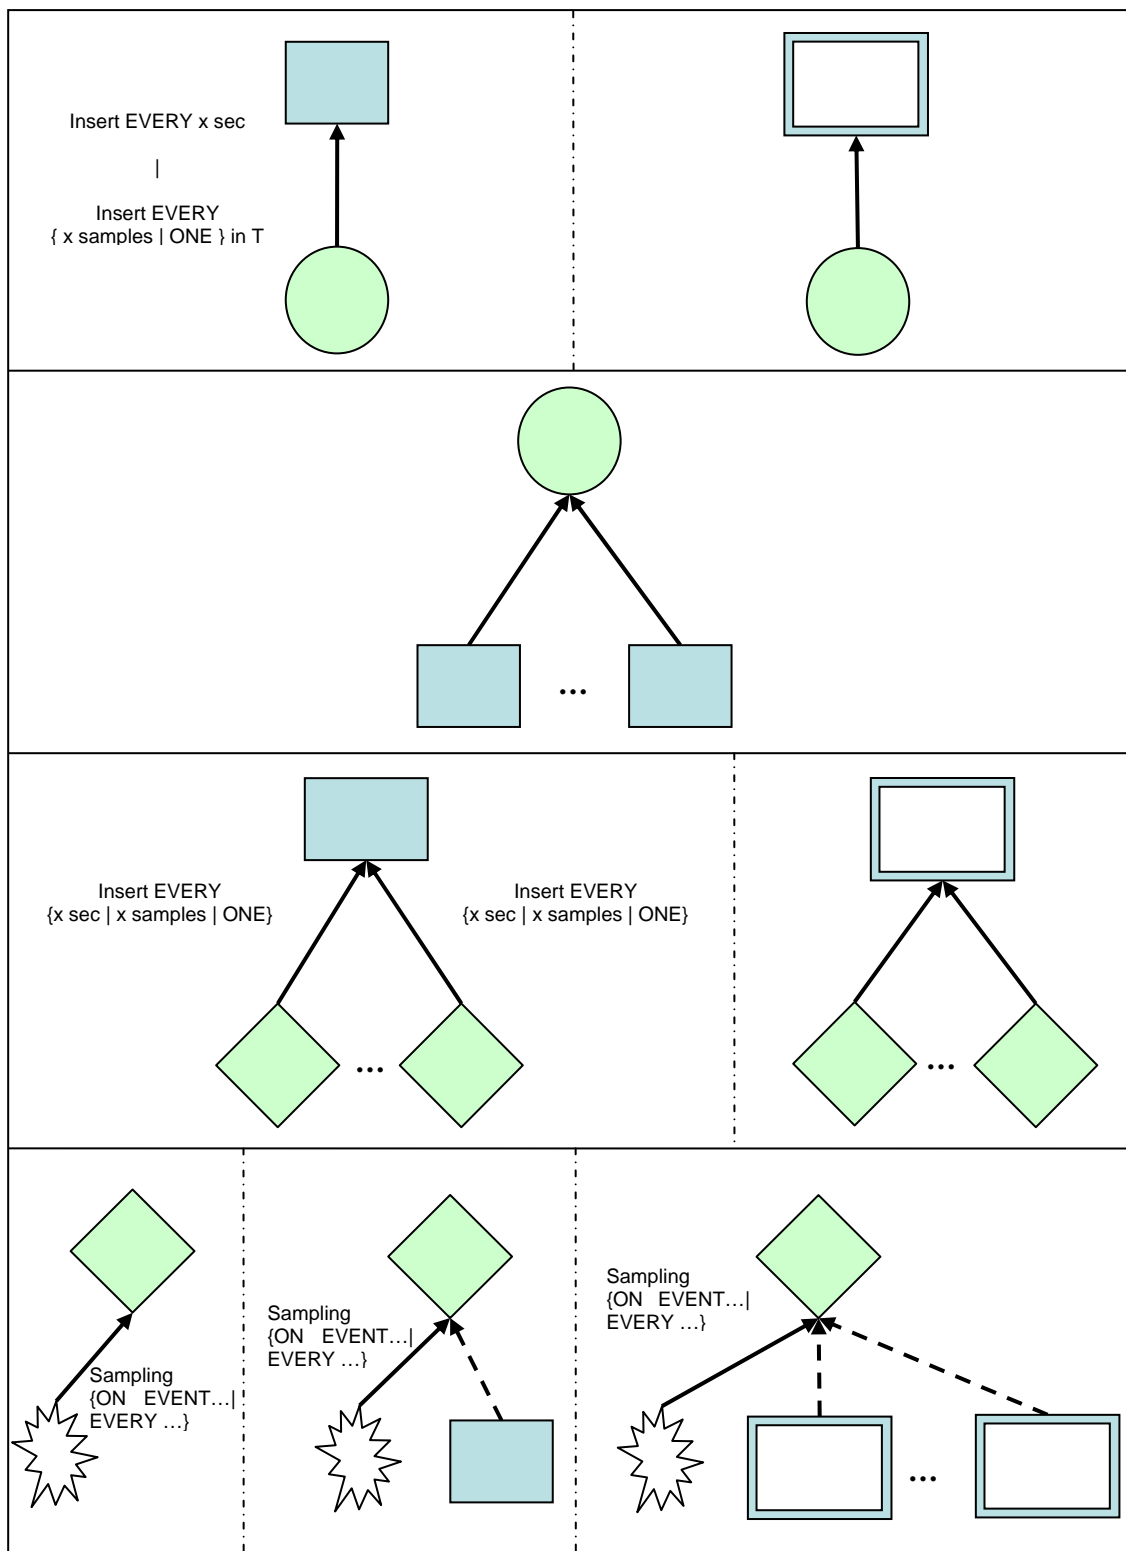 Insert EVERY x sec
|
Insert EVERY
{ x samples | ONE } in T
...
Insert EVERY
{x sec | x samples | ONE}
Insert EVERY
{x sec | x samples | ONE}
...
...
Sampling
{ON EVENT...|
EVERY ...}
Sampling
{ON EVENT...|
EVERY ...}
Sampling
{ON EVENT...|
EVERY ...}
...